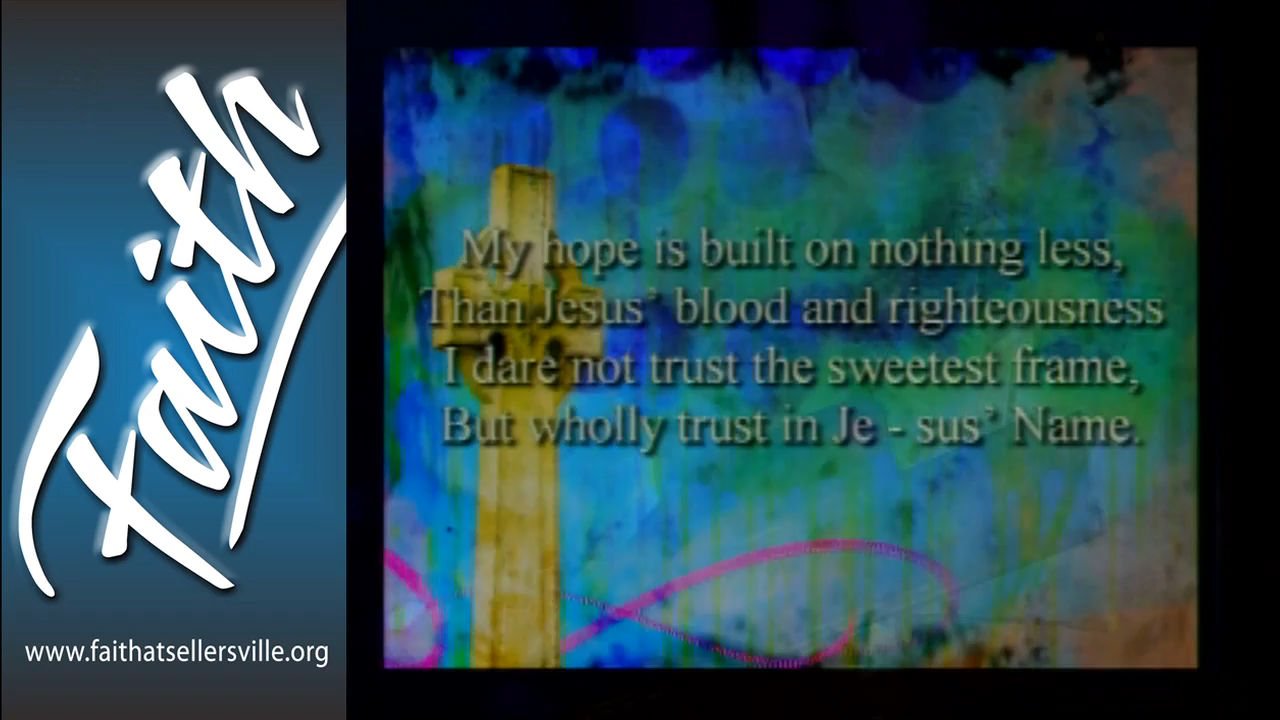 Faith
www.faithatsellersville.org
My hope is built on nothing less,
Than Jesus’ blood and righteousness
I dare not trust the sweetest frame,
But wholly trust in Je - sus’ Name.